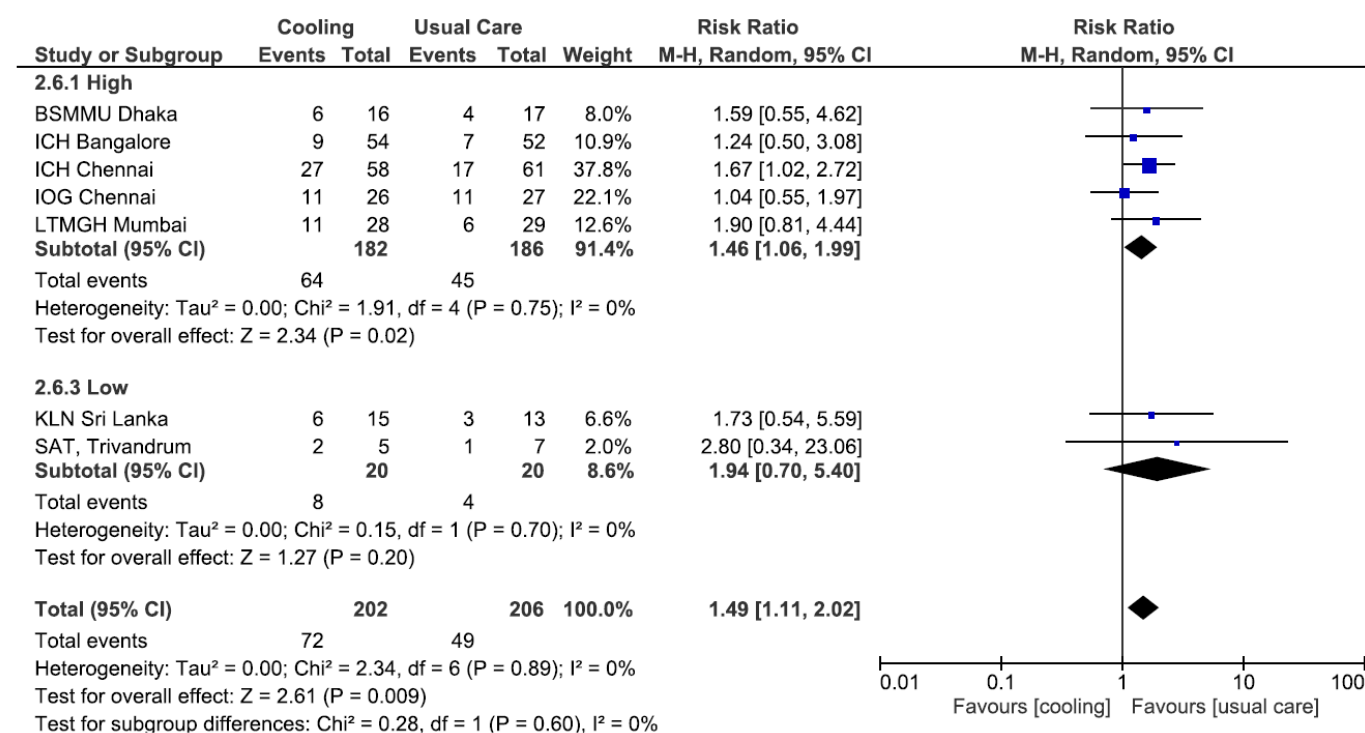 Cooling Usual Care Risk Ratio Risk Ratio
Study or Subgroup Events Total Events Total Weight M-H, Random, 95% CI M-H, Random, 95% CI
2.6.1 High
BSMMU Dhaka 6 16 4 17 8.0% 1.59 [0.55, 4.62]
ICH Bangalore 9 54 7 52 10.9% 1.24 [0.50, 3.08]
ICH Chennai 27 58 17 61 37.8% 1.67 [1.02, 2.72]
IOG Chennai 11 26 11 27 22.1% 1.04 [0.55, 1.97]
LTMGH Mumbai 11 28 6 29 12.6% 1.90 [0.81, 4.44]
Subtotal (95% CI) 182 186 91.4% 1.46 [1.06, 1.99]
Total events 64 45
Heterogeneity: Tau² = 0.00; Chi² = 1.91, df = 4 (P = 0.75); I² = 0%
Test for overall effect: Z = 2.34 (P = 0.02)
2.6.3 Low
KLN Sri Lanka 6 15 3 13 6.6% 1.73 [0.54, 5.59]
SAT, Trivandrum 2 5 1 7 2.0% 2.80 [0.34, 23.06]
Subtotal (95% CI) 20 20 8.6% 1.94 [0.70, 5.40]
Total events 8 4
Heterogeneity: Tau² = 0.00; Chi² = 0.15, df = 1 (P = 0.70); I² = 0%
Test for overall effect: Z = 1.27 (P = 0.20)
Total (95% CI) 202 206 100.0% 1.49 [1.11, 2.02]
Total events 72 49
Heterogeneity: Tau² = 0.00; Chi² = 2.34, df = 6 (P = 0.89); I² = 0%
Test for overall effect: Z = 2.61 (P = 0.009)
Test for subgroup differences: Chi² = 0.28, df = 1 (P = 0.60), I² = 0%
0.01 0.1 1 10 100
Favours [cooling] Favours [usual care]